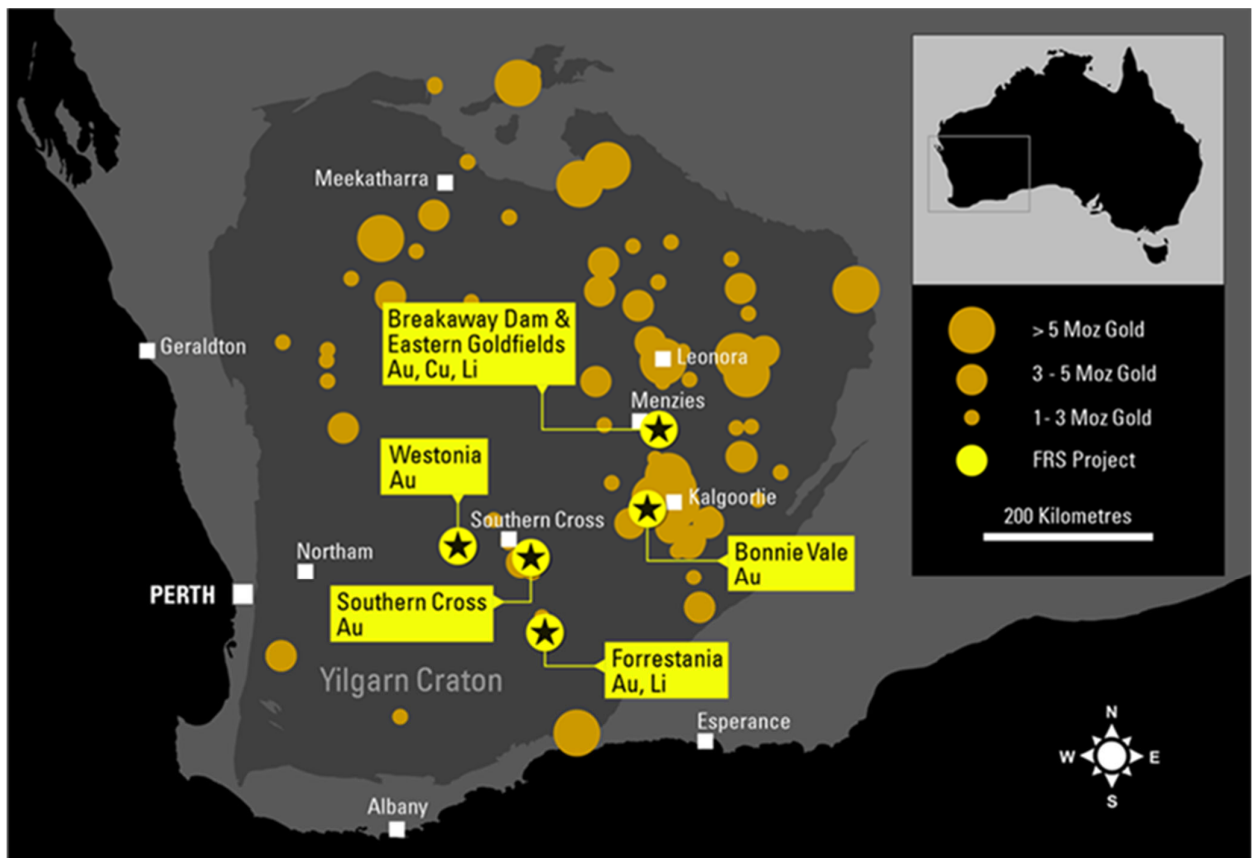 Meekatharra
Geraldton
Breakaway Dam &
Eastern Goldfields
Au, Cu, Li
Leonora
Menzies
Westonia
Au
Kalgoorlie
Southern Cross
Northam
Bonnie Vale
Au
PERTH
Southern Cross
Au
Forrestania
Au, Li
Yilgarn Craton
Esperance
Albany
> 5 Moz Gold
3 - 5 Moz Gold
1- 3 Moz Gold
FRS Project
200 Kilometres
N
W E
S